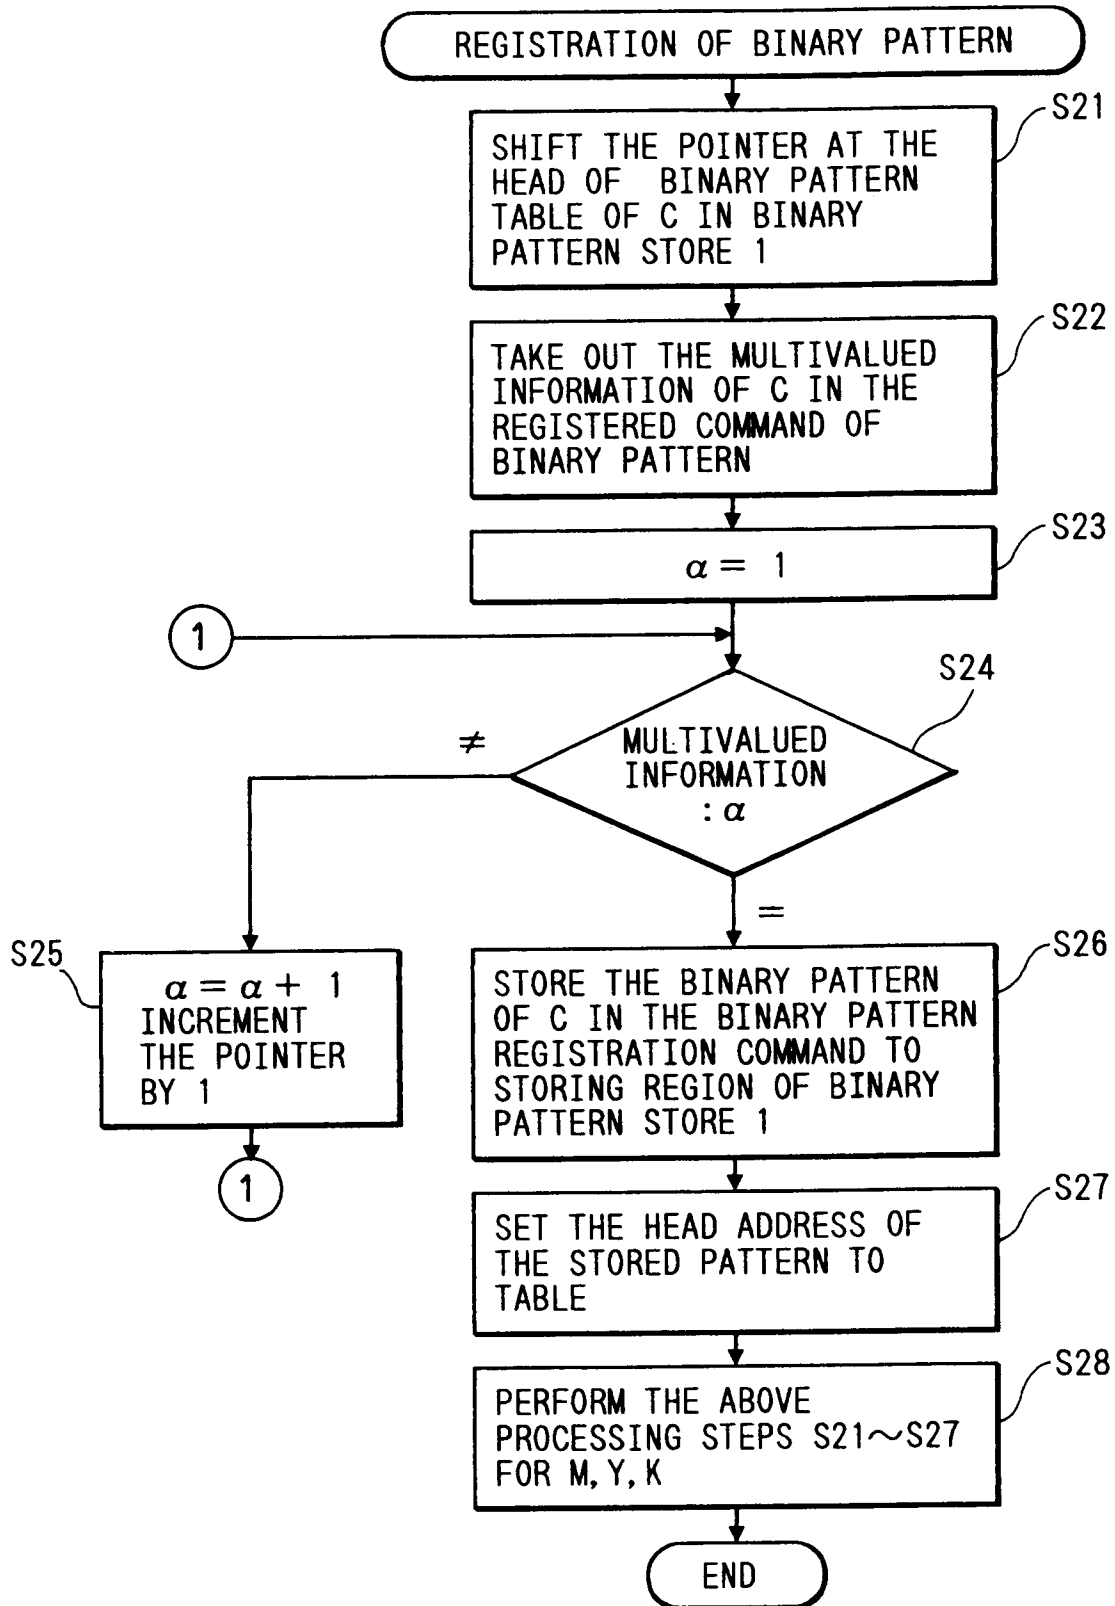 REGISTRATION OF BINARY PATTERN
S21
SHIFT THE POINTER AT THE
HEAD OF BINARY PATTERN
TABLE OF C IN BINARY
PATTERN STORE 1
S22
TAKE OUT THE MULTIVALUED
INFORMATION OF C IN THE
REGISTERED COMMAND OF
BINARY PATTERN
S23
α = 1
1
S24
≠
MULTIVALUED
INFORMATION
: α
=
S25
α = α + 1
INCREMENT
THE POINTER
BY 1
1
S26
STORE THE BINARY PATTERN
OF C IN THE BINARY PATTERN
REGISTRATION COMMAND TO
STORING REGION OF BINARY
PATTERN STORE 1
S27
SET THE HEAD ADDRESS OF
THE STORED PATTERN TO
TABLE
S28
PERFORM THE ABOVE
PROCESSING STEPS S21~S27
FOR M, Y, K
END